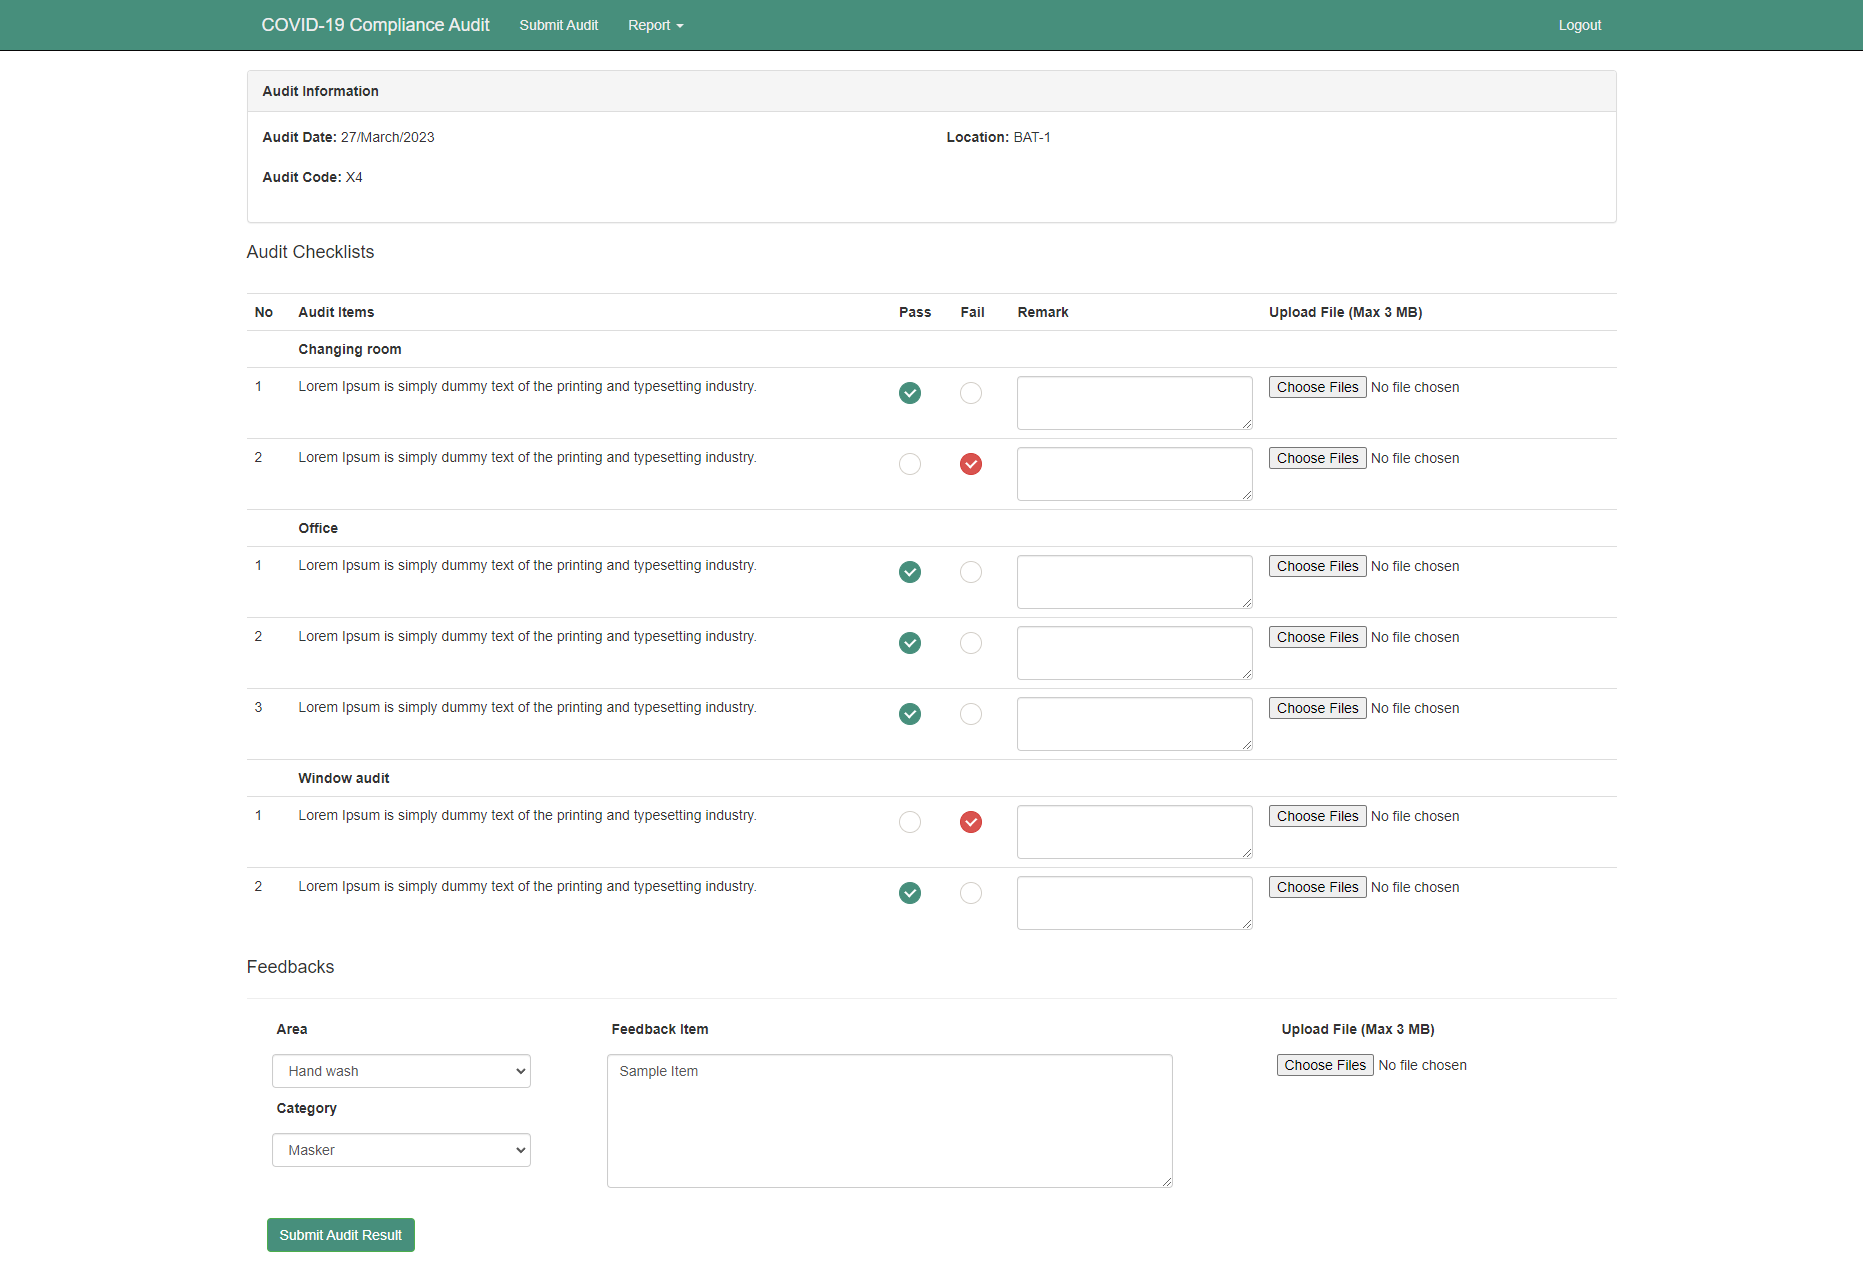 COVID-19 Compliance Audit Submit Audit Report Logout
Audit Information
Audit Date: 27/March/2023 Location: BAT-1
Audit Code: X4
Audit Checklists
No Audit Items Pass Fail Remark Upload File (Max 3 MB)
Changing room
1 Lorem Ipsum is simply dummy text of the printing and typesetting industry. Choose Files No file chosen
2 Lorem Ipsum is simply dummy text of the printing and typesetting industry. Choose Files No file chosen
Office
1 Lorem Ipsum is simply dummy text of the printing and typesetting industry. Choose Files No file chosen
2 Lorem Ipsum is simply dummy text of the printing and typesetting industry. Choose Files No file chosen
3 Lorem Ipsum is simply dummy text of the printing and typesetting industry. Choose Files No file chosen
Window audit
1 Lorem Ipsum is simply dummy text of the printing and typesetting industry. Choose Files No file chosen
2 Lorem Ipsum is simply dummy text of the printing and typesetting industry. Choose Files No file chosen
Feedbacks
Area Feedback Item Upload File (Max 3 MB)
Hand wash Sample Item Choose Files No file chosen
Category
Masker
Submit Audit Result